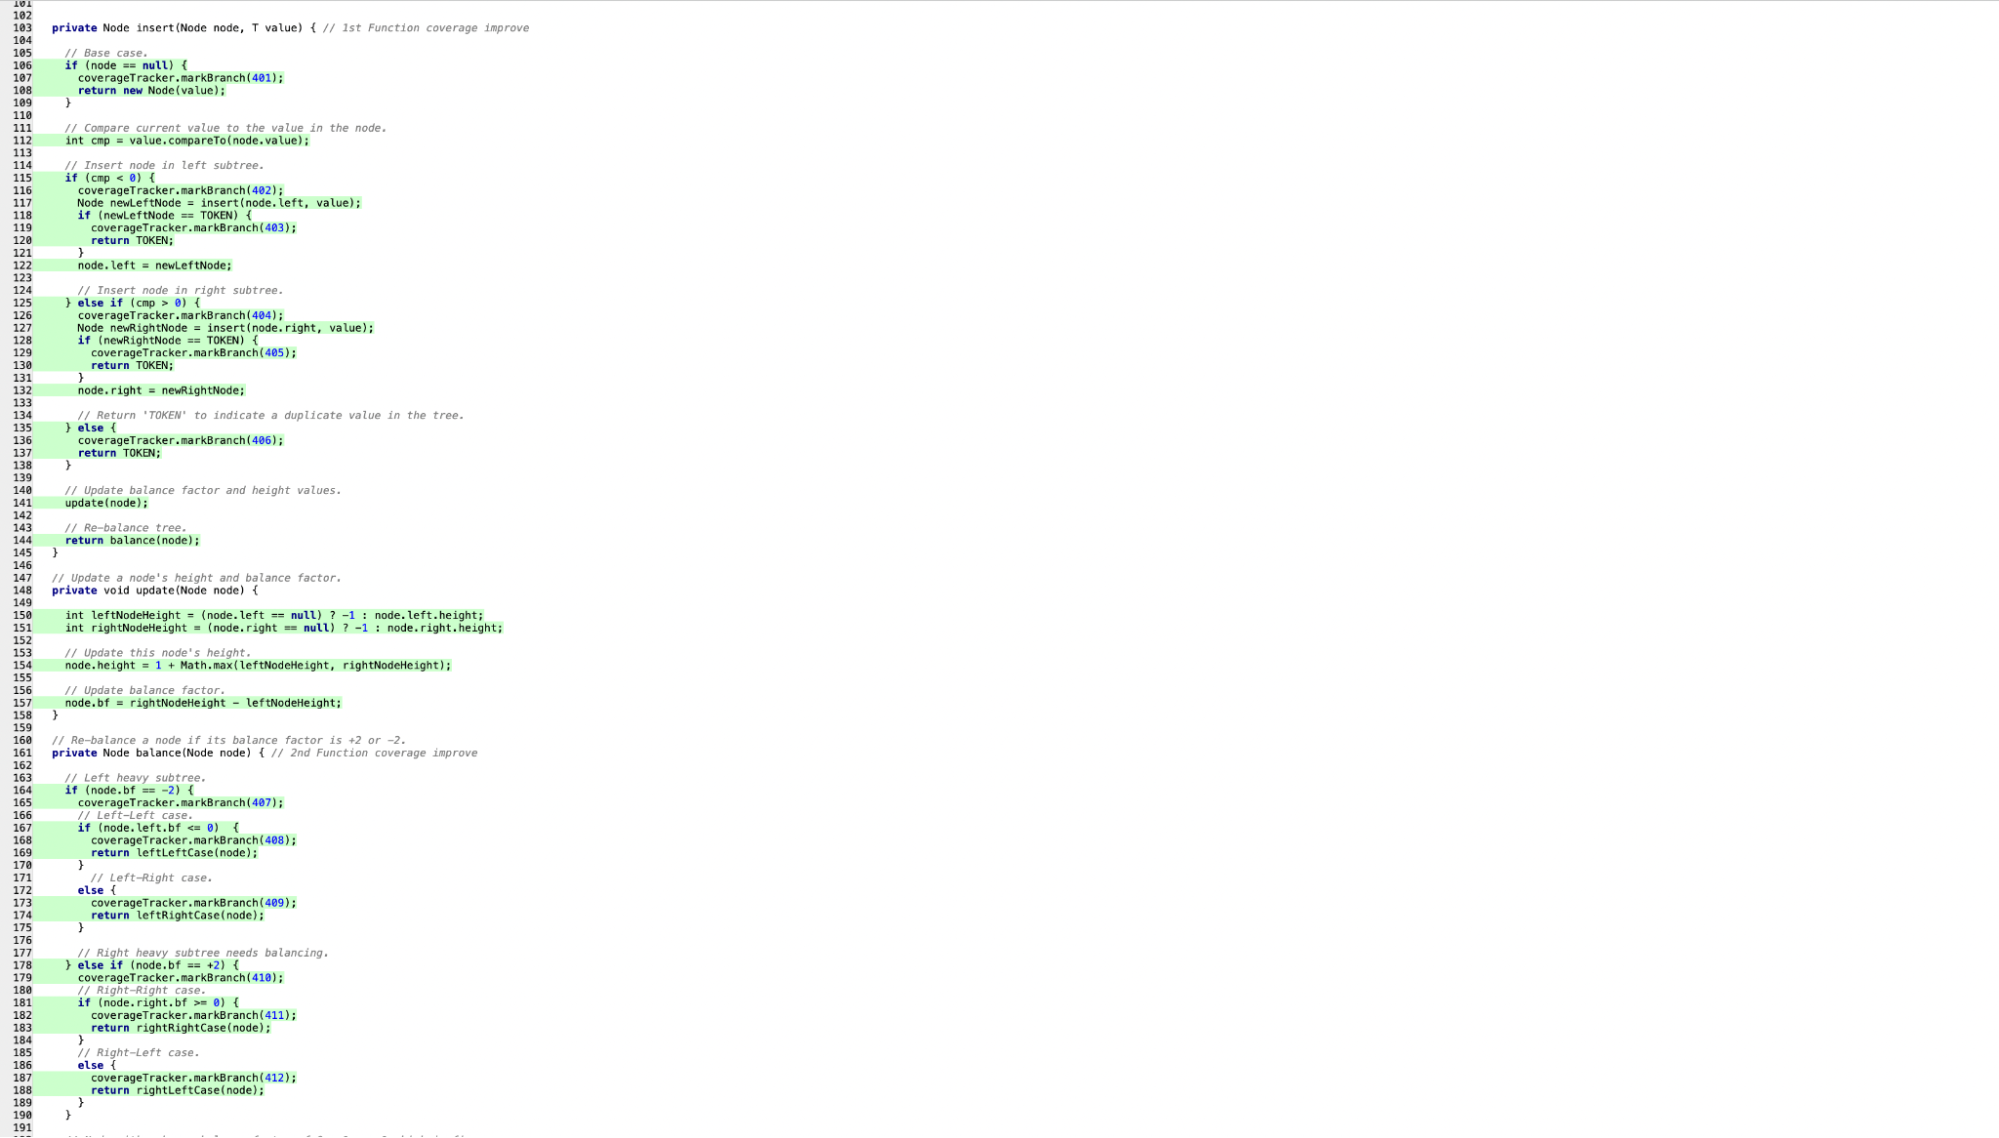 101
102
103 private Node insert(Node node, T value) { // 1st Function coverage improve
104
105 // Base case.
106 if (node == null) {
107 coverageTracker.markBranch(401);
108 return new Node(value);
109 }
110
111 // Compare current value to the value in the node.
112 int cmp = value.compareTo(node.value);
113
114 // Insert node in left subtree.
115 if (cmp < 0) {
116 coverageTracker.markBranch(402);
117 Node newLeftNode = insert(node.left, value);
118 if (newLeftNode == TOKEN) {
119 coverageTracker.markBranch(403);
120 return TOKEN;
121 }
122 node.left = newLeftNode;
123
124 // Insert node in right subtree.
125 } else if (cmp > 0) {
126 coverageTracker.markBranch(404);
127 Node newRightNode = insert(node.right, value);
128 if (newRightNode == TOKEN) {
129 coverageTracker.markBranch(405);
130 return TOKEN;
131 }
132 node.right = newRightNode;
133
134 // Return 'TOKEN' to indicate a duplicate value in the tree.
135 } else {
136 coverageTracker.markBranch(406);
137 return TOKEN;
138 }
139
140 // Update balance factor and height values.
141 update(node);
142
143 // Re-balance tree.
144 return balance(node);
145 }
146
147 // Update a node's height and balance factor.
148 private void update(Node node) {
149
150 int leftNodeHeight = (node.left == null) ? -1 : node.left.height;
151 int rightNodeHeight = (node.right == null) ? -1 : node.right.height;
152
153 // Update this node's height.
154 node.height = 1 + Math.max(leftNodeHeight, rightNodeHeight);
155
156 // Update balance factor.
157 node.bf = rightNodeHeight - leftNodeHeight;
158 }
159
160 // Re-balance a node if its balance factor is +2 or -2.
161 private Node balance(Node node) { // 2nd Function coverage improve
162
163 // Left heavy subtree.
164 if (node.bf == -2) {
165 coverageTracker.markBranch(407);
166 // Left-Left case.
167 if (node.left.bf <= 0) {
168 coverageTracker.markBranch(408);
169 return leftLeftCase(node);
170 }
171 // Left-Right case.
172 else {
173 coverageTracker.markBranch(409);
174 return leftRightCase(node);
175 }
176
177 // Right heavy subtree needs balancing.
178 } else if (node.bf == +2) {
179 coverageTracker.markBranch(410);
180 // Right-Right case.
181 if (node.right.bf >= 0) {
182 coverageTracker.markBranch(411);
183 return rightRightCase(node);
184 }
185 // Right-Left case.
186 else {
187 coverageTracker.markBranch(412);
188 return rightLeftCase(node);
189 }
190 }
191